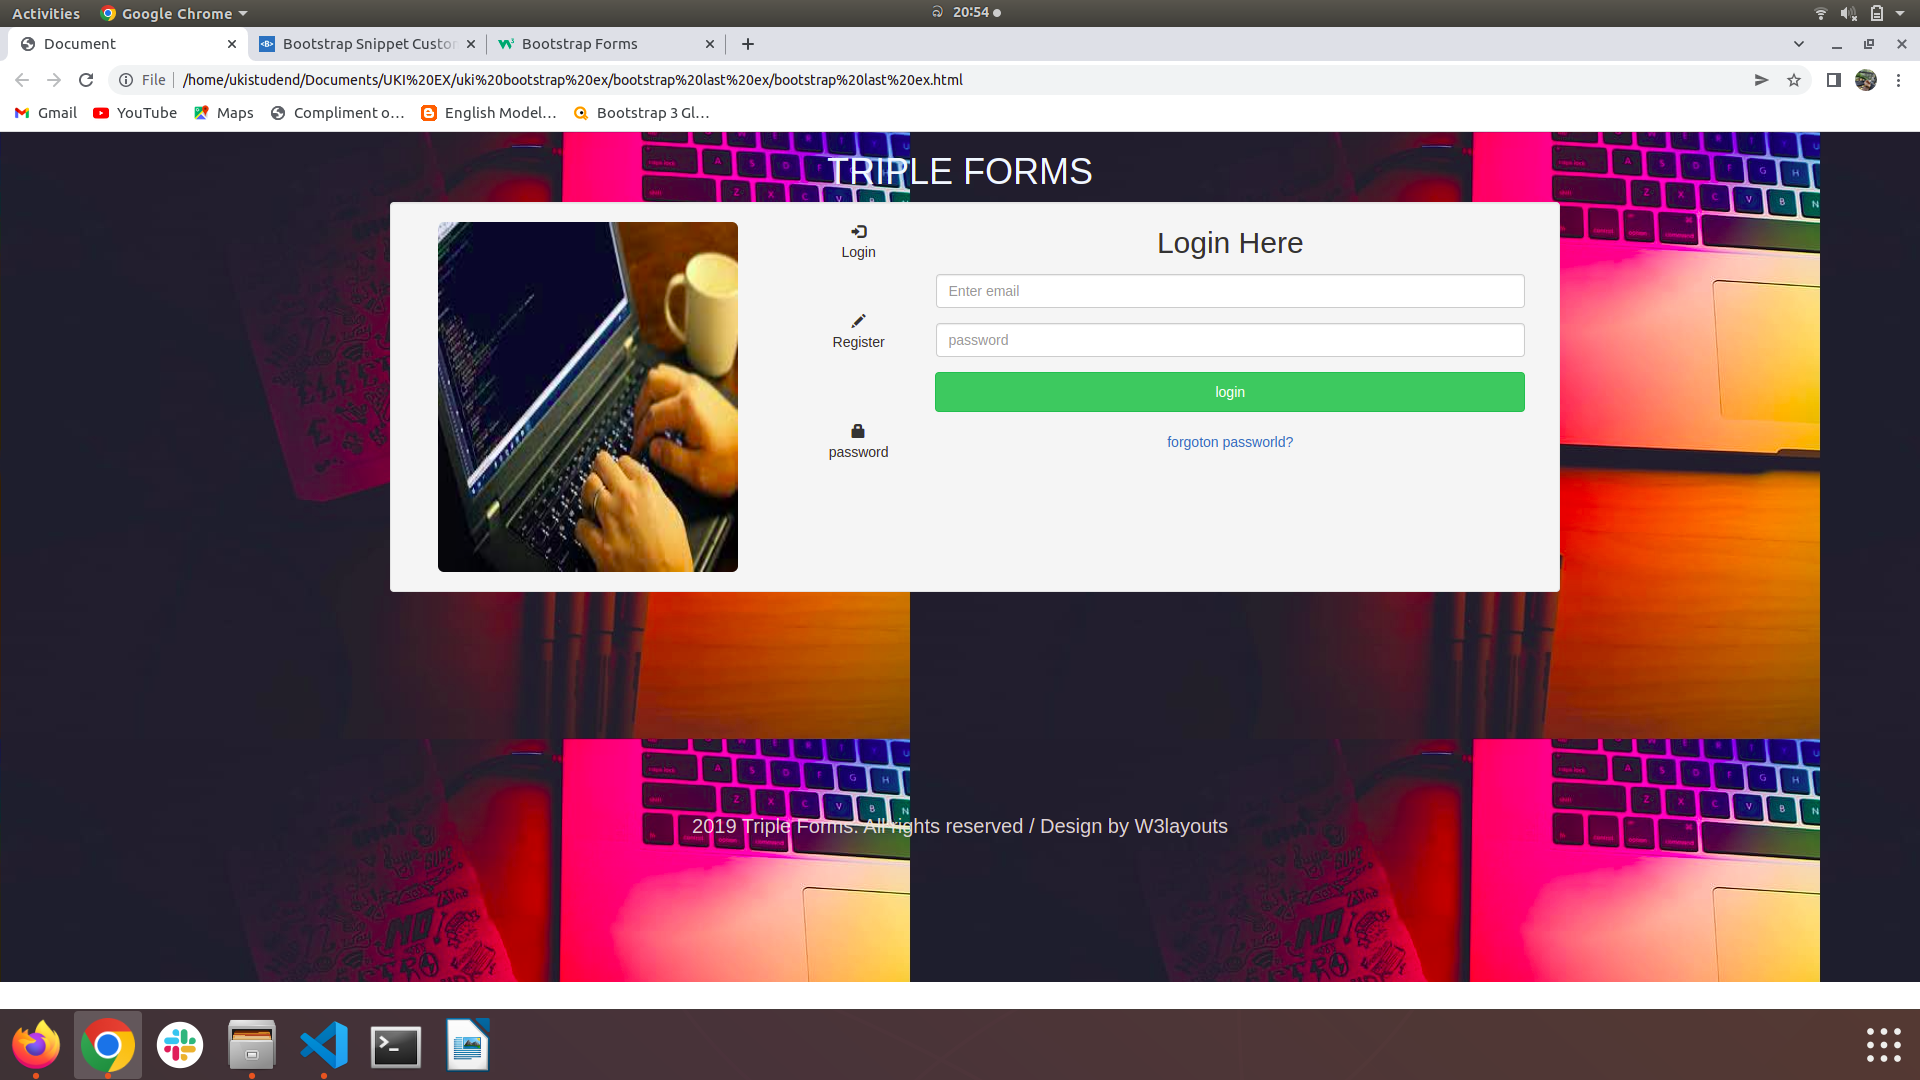 Activities Google Chrome 20:54
Document Bootstrap Snippet Custor Bootstrap Forms
File /home/ukistudend/Documents/UKI%20EX/uki%20bootstrap%20ex/bootstrap%20last%20ex/bootstrap%20last%20ex.html
Gmail YouTube Maps Compliment o… English Model… Bootstrap 3 Gl…
TRIPLE FORMS
Login
Register
password
Login Here
Enter email
password
login
forgoton passworld?
2019 Triple Forms. All rights reserved / Design by W3layouts